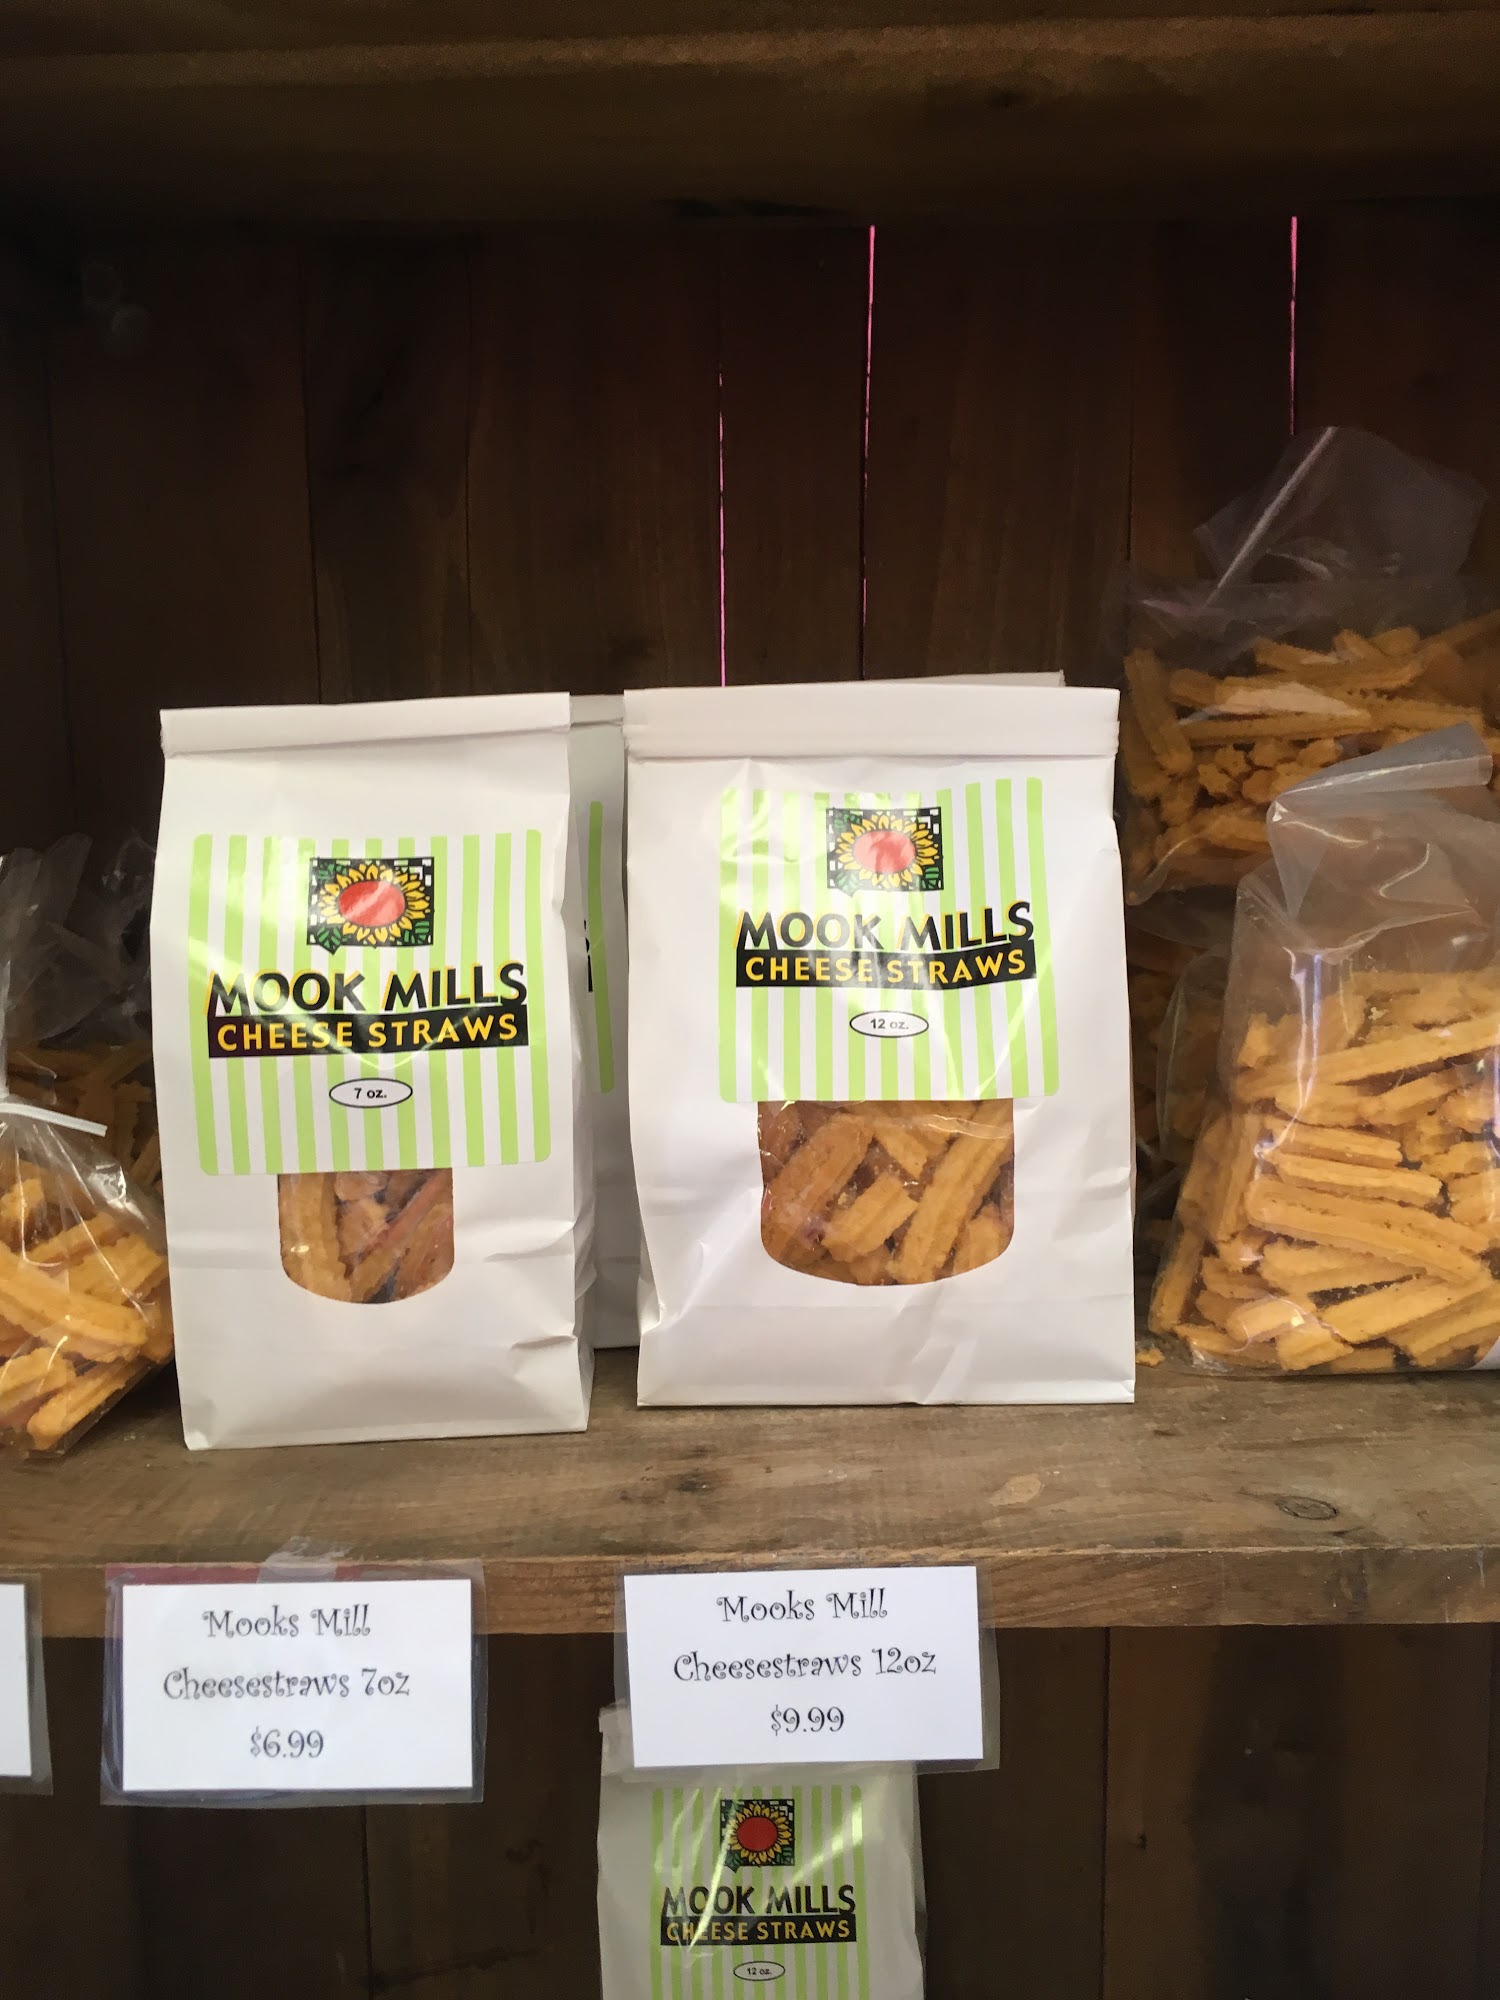 MOOK MILLS
CHEESE STRAWS
7 oz.
MOOK MILLS
CHEESE STRAWS
12 oz.
Mooks Mill
Cheesestraws 7oz
$6.99
Mooks Mill
Cheesestraws 12oz
$9.99
MOOK MILLS
CHEESE STRAWS
12 oz.